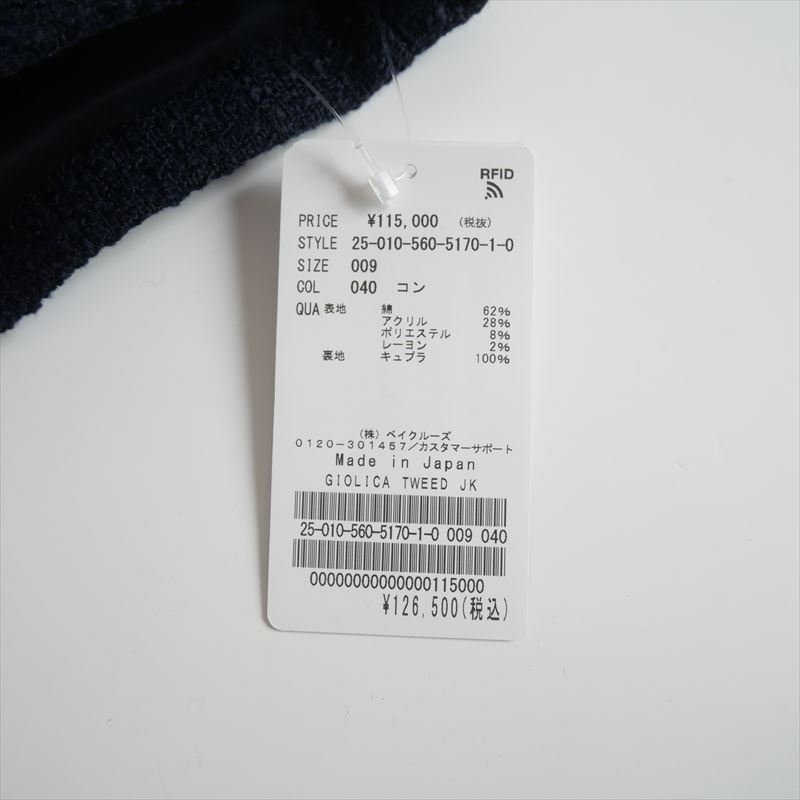 RFID
PRICE ¥115,000 (税抜)
STYLE 25-010-560-5170-1-0
SIZE 009
COL 040 コン
QUA 表地 綿 62%
アクリル 28%
ポリエステル 8%
レーヨン 2%
裏地 キュプラ 100%
(株)ベイクルーズ
0120-301457/カスタマーサポート
Made in Japan
GIOLICA TWEED JK
25-010-560-5170-1-0 009 040
00000000000000115000
¥126,500(税込)